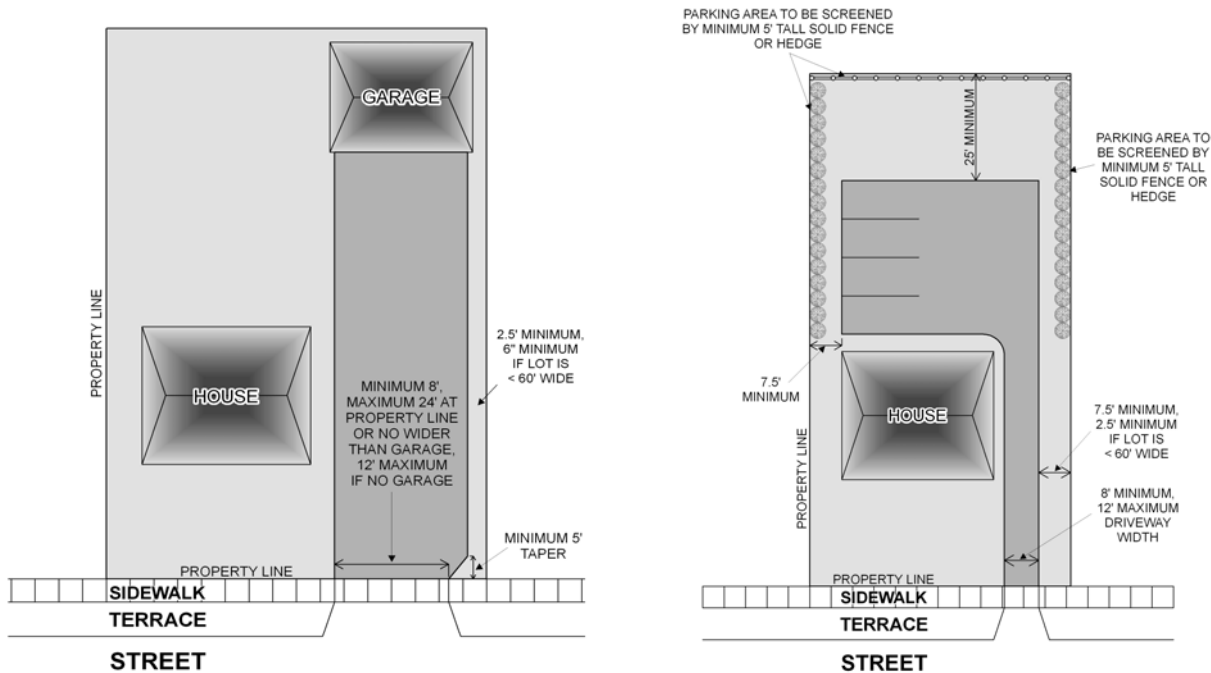 GARAGE
PROPERTY LINE
HOUSE
2.5' MINIMUM,
6" MINIMUM
IF LOT IS
< 60' WIDE
MINIMUM 8',
MAXIMUM 24' AT
PROPERTY LINE
OR NO WIDER
THAN GARAGE,
12' MAXIMUM
IF NO GARAGE
MINIMUM 5'
TAPER
PROPERTY LINE
SIDEWALK
TERRACE
STREET
PARKING AREA TO BE SCREENED
BY MINIMUM 5' TALL SOLID FENCE
OR HEDGE
25' MINIMUM
PARKING AREA TO
BE SCREENED BY
MINIMUM 5' TALL
SOLID FENCE OR
HEDGE
7.5'
MINIMUM
HOUSE
PROPERTY LINE
7.5' MINIMUM,
2.5' MINIMUM
IF LOT IS
< 60' WIDE
8' MINIMUM,
12' MAXIMUM
DRIVEWAY
WIDTH
PROPERTY LINE
SIDEWALK
TERRACE
STREET